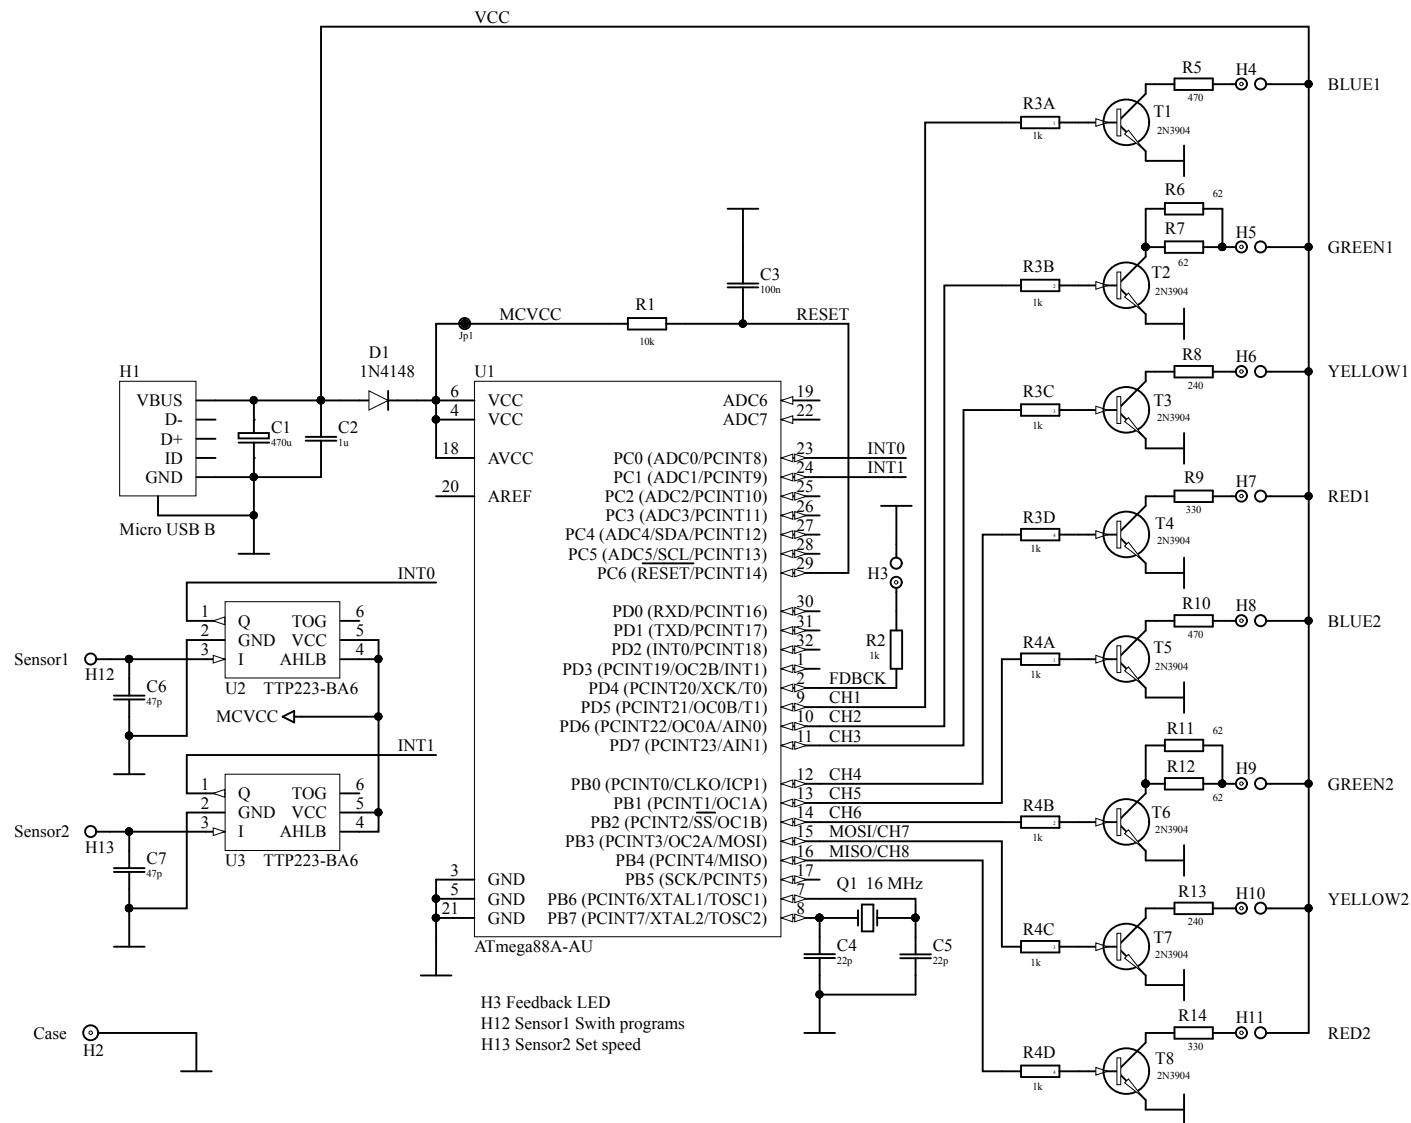 VCC
R5
H4
470
BLUE1
R3A
1
1k
T1
2N3904
R6
62
R7
62
H5
GREEN1
R3B
2
1k
T2
2N3904
C3
100n
R1
10k
MCVCC
RESET
Jp1
R8
240
H6
YELLOW1
R3C
3
1k
T3
2N3904
R9
330
H7
RED1
R3D
4
1k
T4
2N3904
R10
470
H8
BLUE2
R4A
1
1k
T5
2N3904
R11
62
R12
62
H9
GREEN2
R4B
2
1k
T6
2N3904
R13
240
H10
YELLOW2
R4C
3
1k
T7
2N3904
R14
330
H11
RED2
R4D
4
1k
T8
2N3904
H1
VBUS
D-
D+
ID
GND
Micro USB B
C1
470u
C2
1u
D1
1N4148
U1
6 VCC
4 VCC
18 AVCC
20 AREF
3 GND
5 GND
21 GND
ADC6 19
ADC7 22
PC0 (ADC0/PCINT8) 23 INT0
PC1 (ADC1/PCINT9) 24 INT1
PC2 (ADC2/PCINT10) 25
PC3 (ADC3/PCINT11) 26
PC4 (ADC4/SDA/PCINT12) 27
PC5 (ADC5/SCL/PCINT13) 28
PC6 (RESET/PCINT14) 29
PD0 (RXD/PCINT16) 30
PD1 (TXD/PCINT17) 31
PD2 (INT0/PCINT18) 32
PD3 (PCINT19/OC2B/INT1) 1
PD4 (PCINT20/XCK/T0) 2 FDBCK
PD5 (PCINT21/OC0B/T1) 9 CH1
PD6 (PCINT22/OC0A/AIN0) 10 CH2
PD7 (PCINT23/AIN1) 11 CH3
PB0 (PCINT0/CLKO/ICP1) 12 CH4
PB1 (PCINT1/OC1A) 13 CH5
PB2 (PCINT2/SS/OC1B) 14 CH6
PB3 (PCINT3/OC2A/MOSI) 15 MOSI/CH7
PB4 (PCINT4/MISO) 16 MISO/CH8
PB5 (SCK/PCINT5) 17
PB6 (PCINT6/XTAL1/TOSC1) 7
PB7 (PCINT7/XTAL2/TOSC2) 8
ATmega88A-AU
H3
R2
1k
Q1 16 MHz
C4
22p
C5
22p
INT0
1 Q TOG 6
2 GND VCC 5
3 I AHLB 4
U2 TTP223-BA6
Sensor1
H12
C6
47p
MCVCC
INT1
1 Q TOG 6
2 GND VCC 5
3 I AHLB 4
U3 TTP223-BA6
Sensor2
H13
C7
47p
Case
H2
H3 Feedback LED
H12 Sensor1 Swith programs
H13 Sensor2 Set speed